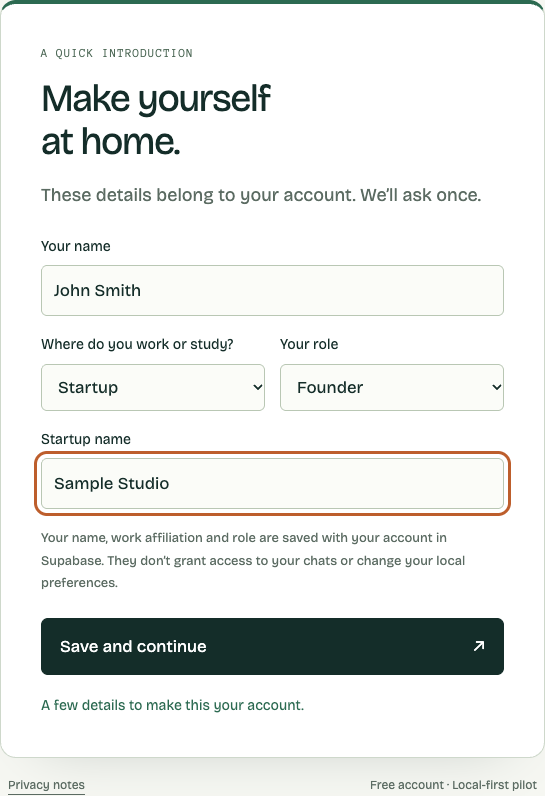 A QUICK INTRODUCTION
Make yourself
at home.
These details belong to your account. We’ll ask once.
Your name
John Smith
Where do you work or study?
Your role
Startup
Founder
Startup name
Sample Studio
Your name, work affiliation and role are saved with your account in
Supabase. They don’t grant access to your chats or change your local
preferences.
Save and continue ↗
A few details to make this your account.
Privacy notes
Free account · Local-first pilot